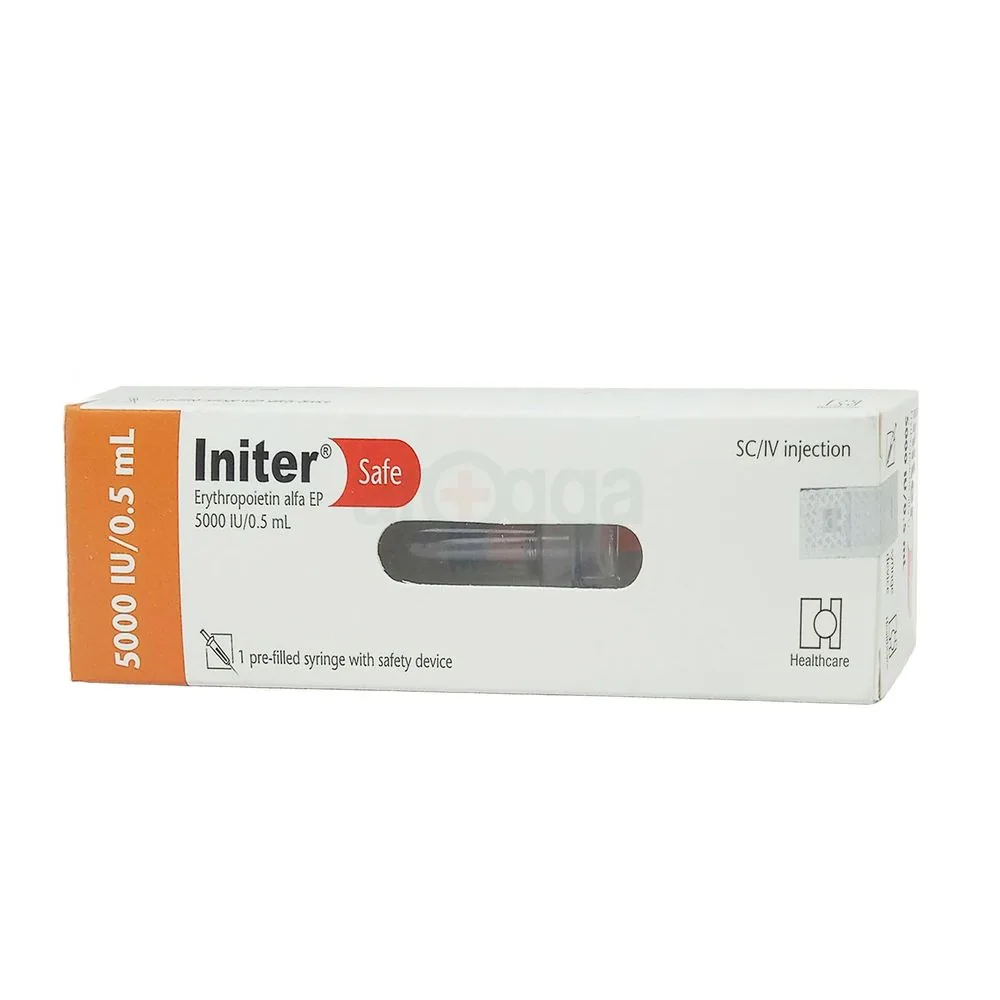 5000 IU/0.5 mL
Initer® Safe
Erythropoietin alfa EP
5000 IU/0.5 mL
SC/IV injection
1 pre-filled syringe with safety device
Healthcare